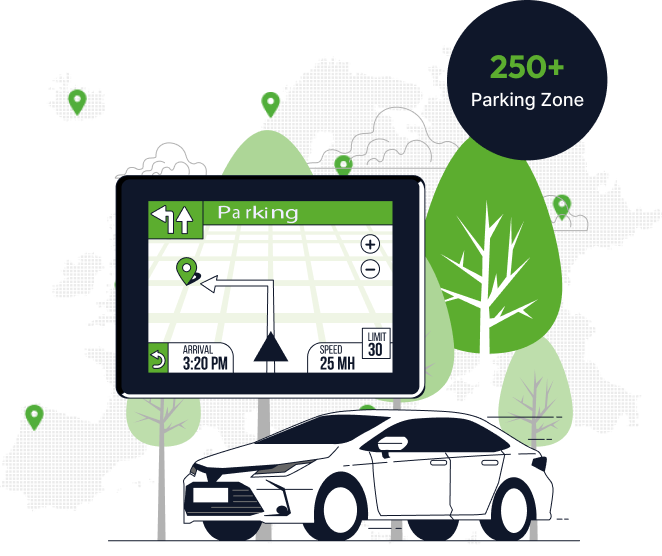 250+
Parking Zone
Parking
LIMIT
30
ARRIVAL
3:20 PM
SPEED
25 MH